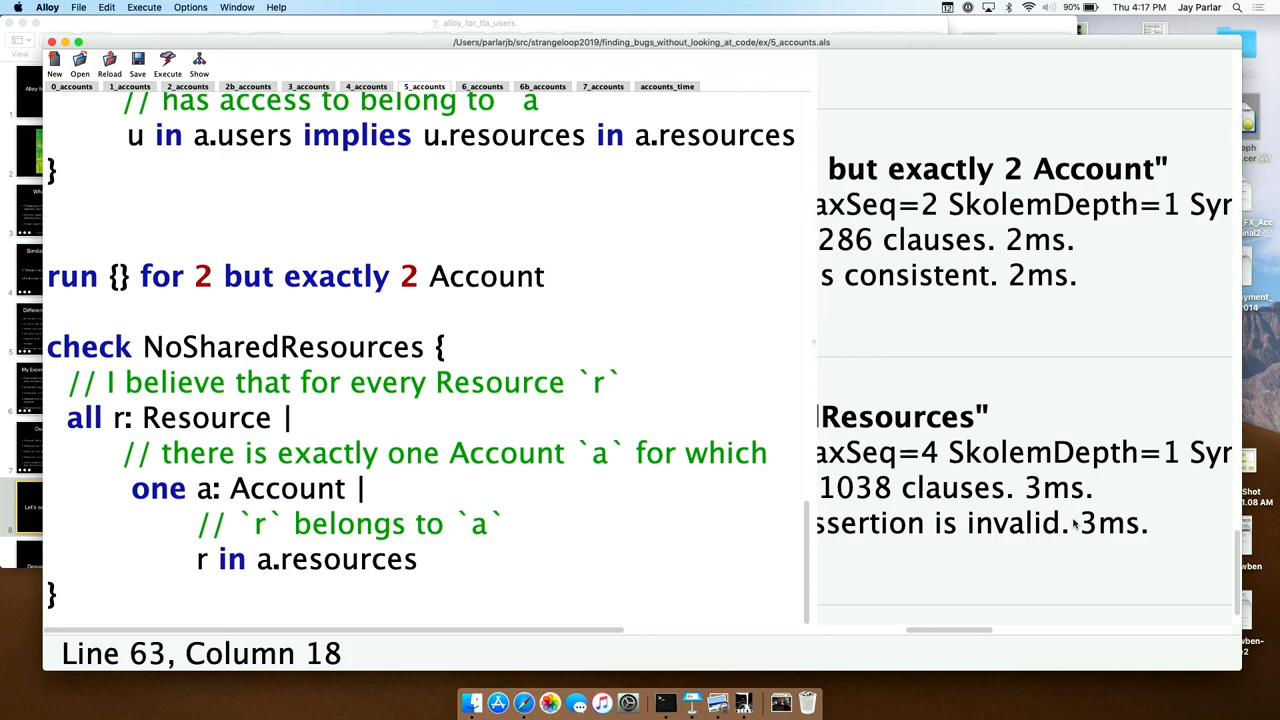 Alloy File Edit Execute Options Window Help
90% Thu 4:17 PM Jay Parlar
alloy_for_tla_users
View
/Users/parlarjb/src/strangeloop2019/finding_bugs_without_looking_at_code/ex/5_accounts.als
New Open Reload Save Execute Show
0_accounts 1_accounts 2_accounts 2b_accounts 3_accounts 4_accounts 5_accounts 6_accounts 6b_accounts 7_accounts accounts_time
// has access to belong to `a`
u in a.users implies u.resources in a.resources
}
run {} for 2 but exactly 2 Account
check NoSharedResources {
// I believe that for every Resource `r`
all r: Resource |
// there is exactly one Account `a` for which
one a: Account |
// `r` belongs to `a`
r in a.resources
}
but exactly 2 Account"
axSeq=2 SkolemDepth=1 Syr
286 clauses. 2ms.
s consistent. 2ms.
dResources"
axSeq=4 SkolemDepth=1 Syr
1038 clauses. 3ms.
ssertion is invalid. 3ms.
Line 63, Column 18